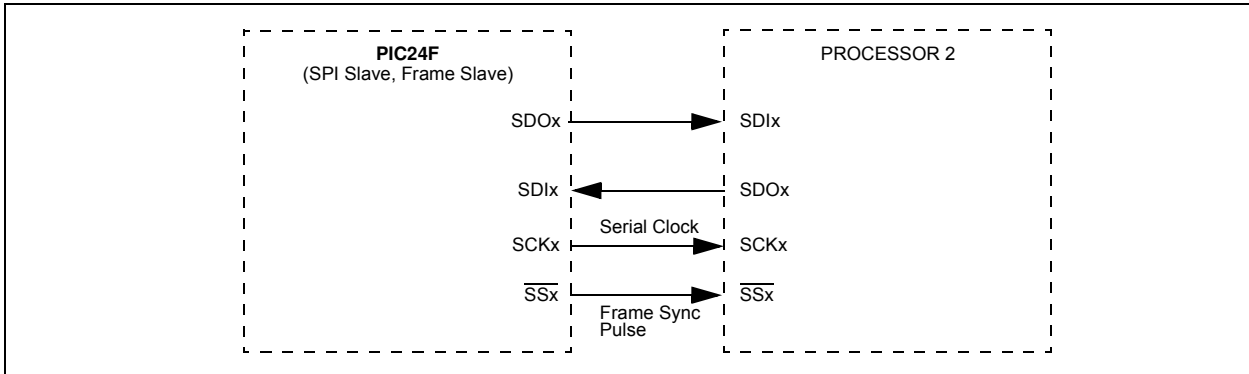 PIC24F
(SPI Slave, Frame Slave)
PROCESSOR 2
SDOx
SDIx
SDIx
SDOx
Serial Clock
SCKx
SCKx
SSx
SSx
Frame Sync
Pulse